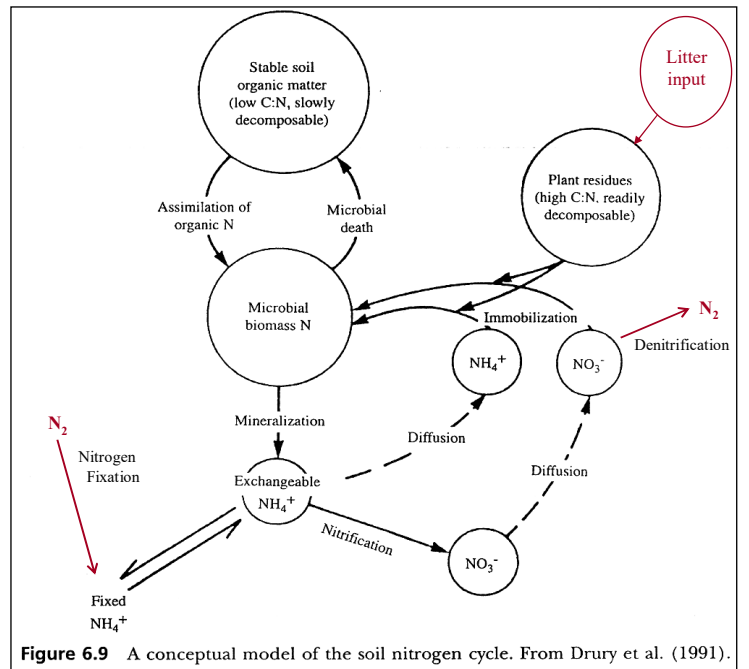 Stable soil
organic matter
(low C:N, slowly
decomposable)
Litter
input
Plant residues
(high C:N, readily
decomposable)
Assimilation of
organic N
Microbial
death
Microbial
biomass N
Immobilization
NH₄⁺
NO₃⁻
N₂
Denitrification
Mineralization
Diffusion
N₂
Nitrogen
Fixation
Exchangeable
NH₄⁺
Diffusion
Nitrification
NO₃⁻
Fixed
NH₄⁺
Figure 6.9 A conceptual model of the soil nitrogen cycle. From Drury et al. (1991).